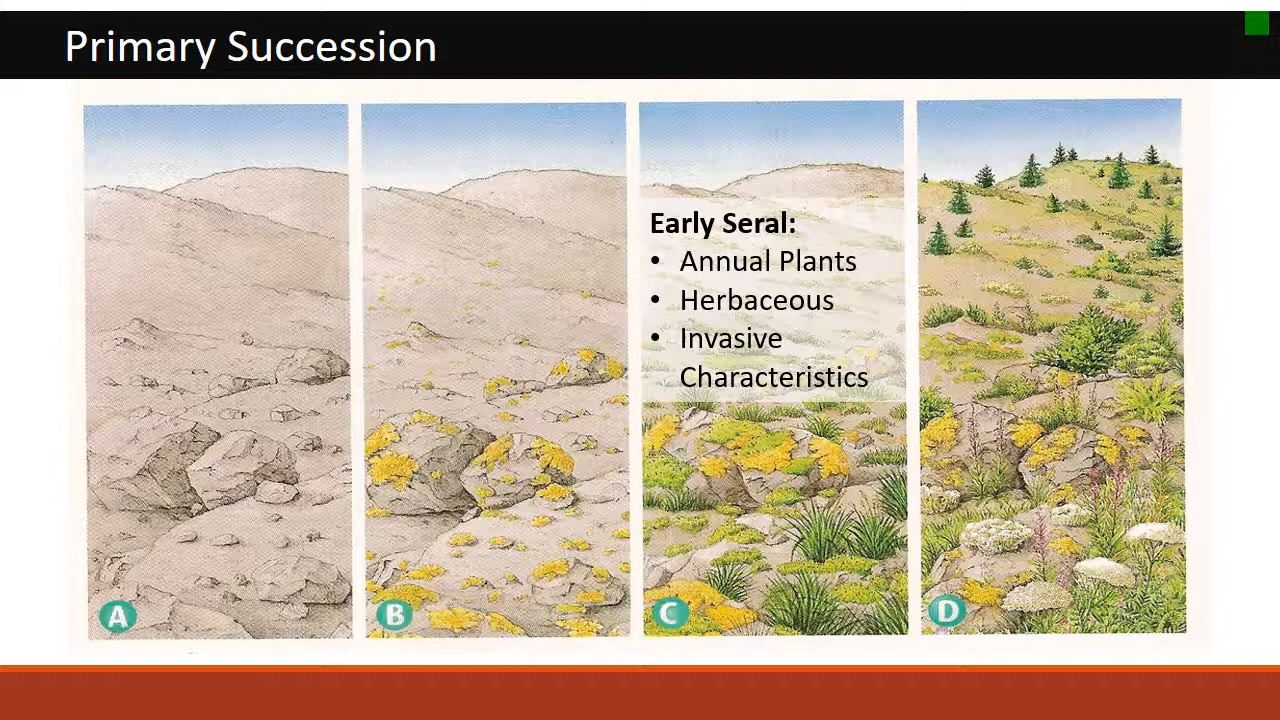 Primary Succession
Early Seral:
• Annual Plants
• Herbaceous
• Invasive
Characteristics
A
B
C
D